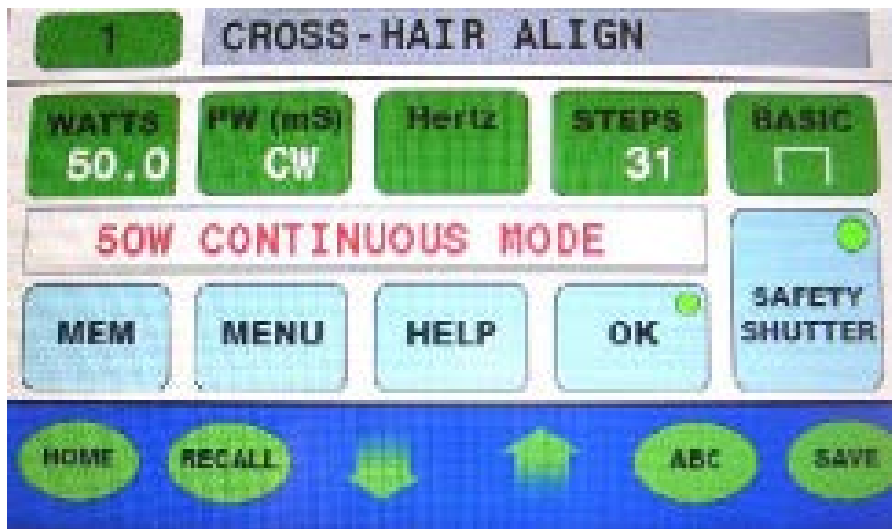 1 CROSS-HAIR ALIGN
WATTS PW (mS) Hertz STEPS BASIC
50.0 CW 31
50W CONTINUOUS MODE
SAFETY
MEM MENU HELP OK SHUTTER
HOME RECALL ABC SAVE